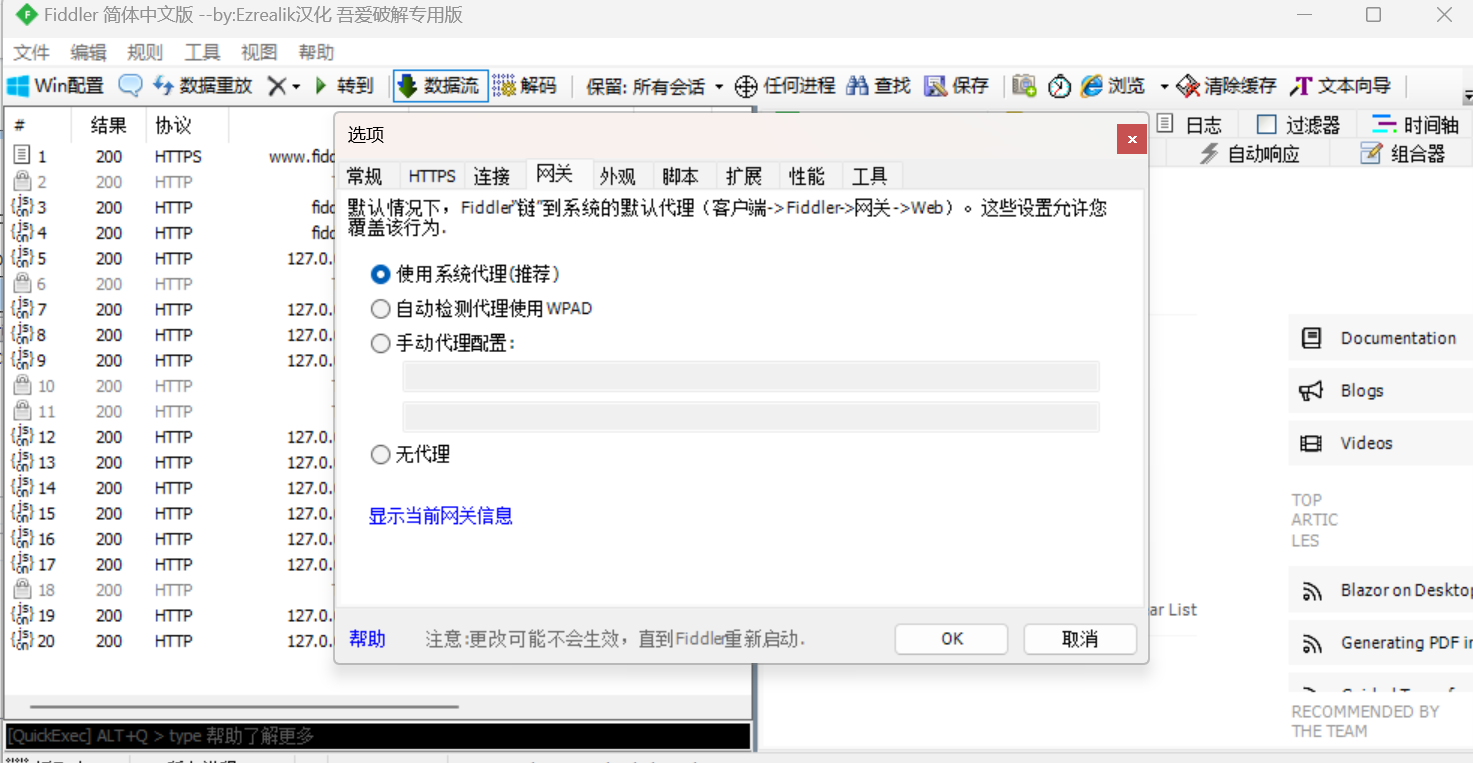 Fiddler 简体中文版 --by:Ezrealik汉化 吾爱破解专用版
文件 编辑 规则 工具 视图 帮助
Win配置 数据重放 转到 数据流 解码 保留: 所有会话 任何进程 查找 保存 浏览 清除缓存 文本向导
# 结果 协议
1 200 HTTPS www.fidd
2 200 HTTP
3 200 HTTP fidd
4 200 HTTP fidd
5 200 HTTP 127.0.
6 200 HTTP
7 200 HTTP 127.0.
8 200 HTTP 127.0.
9 200 HTTP 127.0.
10 200 HTTP
11 200 HTTP
12 200 HTTP 127.0.
13 200 HTTP 127.0.
14 200 HTTP 127.0.
15 200 HTTP 127.0.
16 200 HTTP 127.0.
17 200 HTTP 127.0.
18 200 HTTP
19 200 HTTP 127.0.
20 200 HTTP 127.0.
[QuickExec] ALT+Q > type 帮助了解更多
选项
常规 HTTPS 连接 网关 外观 脚本 扩展 性能 工具
默认情况下，Fiddler"链"到系统的默认代理（客户端->Fiddler->网关->Web）。这些设置允许您
覆盖该行为.
使用系统代理(推荐)
自动检测代理使用WPAD
手动代理配置:
无代理
显示当前网关信息
帮助 注意:更改可能不会生效，直到Fiddler重新启动.
OK 取消
日志 过滤器 时间轴
自动响应 组合器
Documentation
Blogs
Videos
TOP
ARTIC
LES
Blazor on Desktop
ar List
Generating PDF in
RECOMMENDED BY
THE TEAM